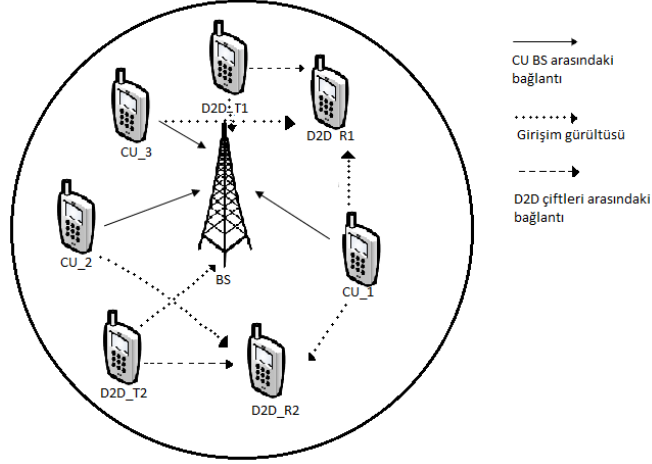 D2D_T1
D2D_R1
CU_3
CU_2
BS
CU_1
D2D_T2
D2D_R2
CU BS arasındaki
bağlantı
Girişim gürültüsü
D2D çiftleri arasındaki
bağlantı